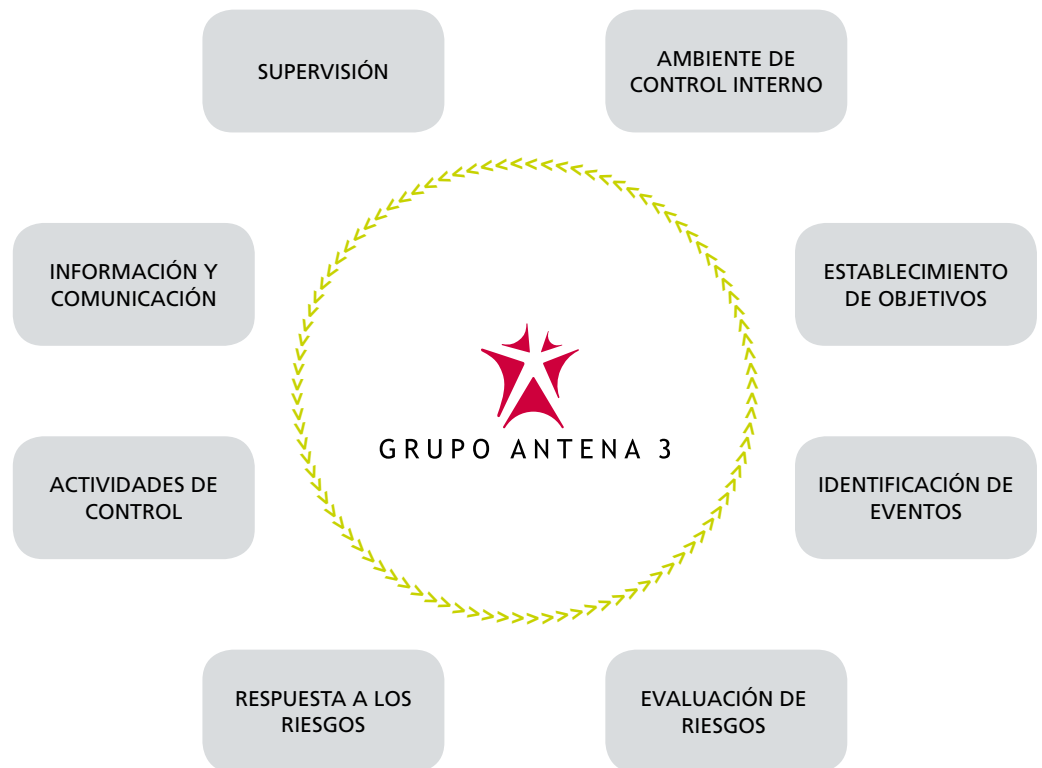 SUPERVISIÓN
AMBIENTE DE
CONTROL INTERNO
INFORMACIÓN Y
COMUNICACIÓN
ESTABLECIMIENTO
DE OBJETIVOS
GRUPO ANTENA 3
ACTIVIDADES DE
CONTROL
IDENTIFICACIÓN DE
EVENTOS
RESPUESTA A LOS
RIESGOS
EVALUACIÓN DE
RIESGOS